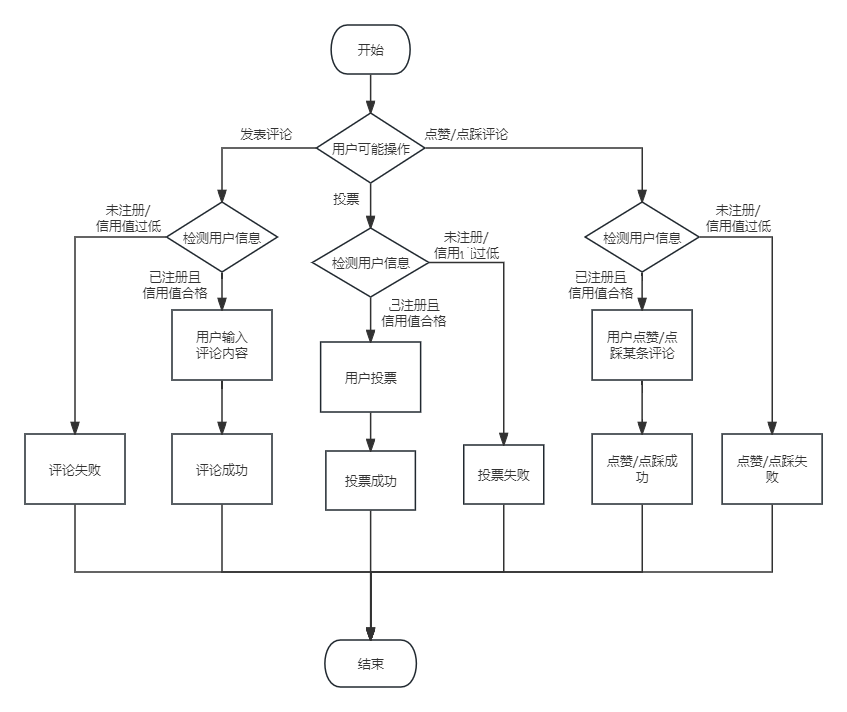 开始
用户可能操作
发表评论
点赞/点踩评论
投票
未注册/
信用值过低
检测用户信息
已注册且
信用值合格
用户输入
评论内容
评论失败
评论成功
检测用户信息
未注册/
信用 过低
已注册且
信用值合格
用户投票
投票成功
投票失败
检测用户信息
未注册/
信用值过低
已注册且
信用值合格
用户点赞/点
踩某条评论
点赞/点踩成
功
点赞/点踩失
败
结束